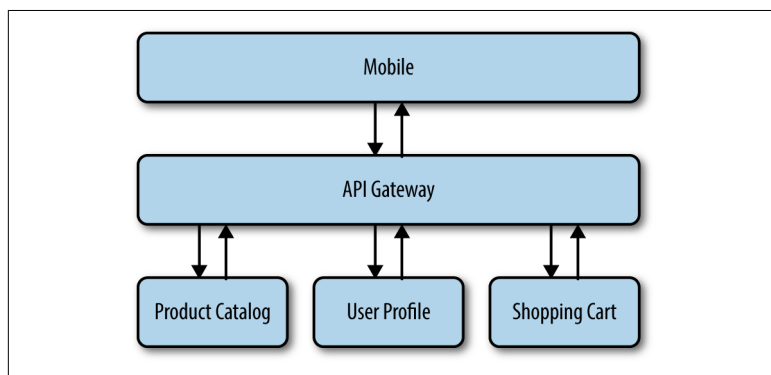 Mobile
API Gateway
Product Catalog
User Profile
Shopping Cart